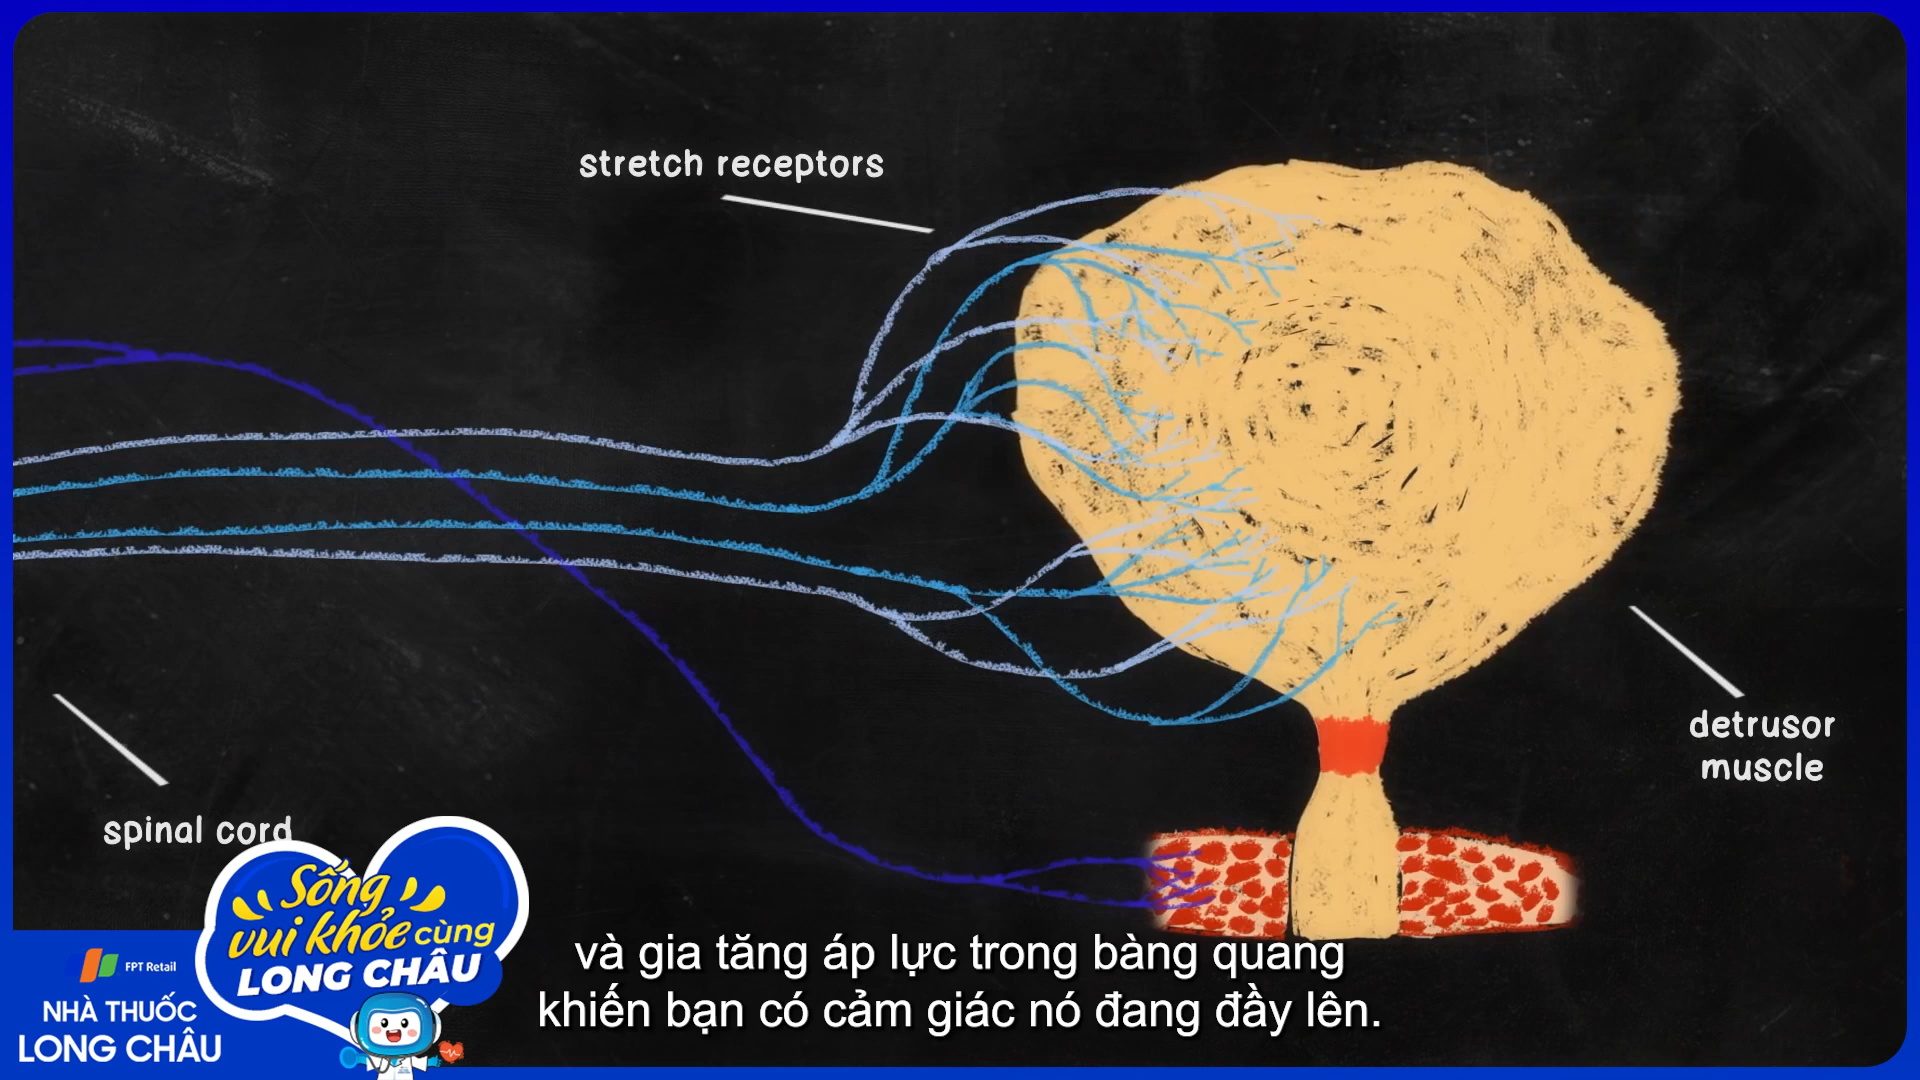 stretch receptors
detrusor
muscle
spinal cord
Sống
vui khỏe cùng
LONG CHÂU
FPT Retail
NHÀ THUỐC
LONG CHÂU
và gia tăng áp lực trong bàng quang
khiến bạn có cảm giác nó đang đầy lên.